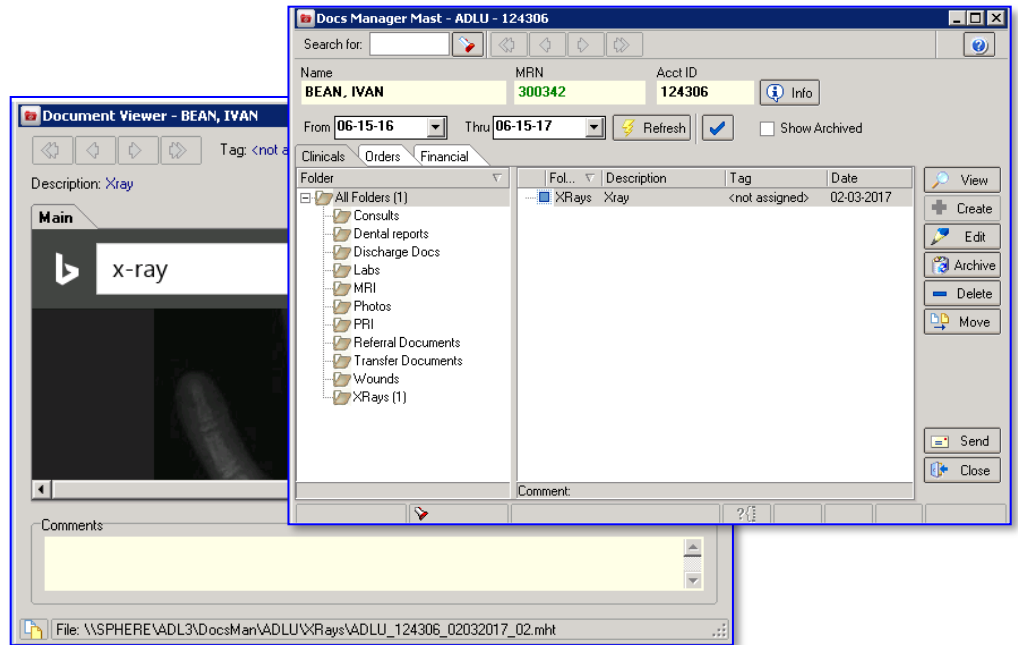 Docs Manager Mast - ADLU - 124306
Search for:
Name MRN Acct ID
BEAN, IVAN 300342 124306 Info
From 06-15-16 Thru 06-15-17 Refresh Show Archived
Clinicals Orders Financial
Folder Fol... Description Tag Date
All Folders (1) XRays Xray <not assigned> 02-03-2017
Consults
Dental reports
Discharge Docs
Labs
MRI
Photos
PRI
Referral Documents
Transfer Documents
Wounds
XRays (1)
View
Create
Edit
Archive
Delete
Move
Send
Close
Comment:
Document Viewer - BEAN, IVAN
Tag: <not a
Description: Xray
Main
x-ray
Comments
File: \\SPHERE\ADL3\DocsMan\ADLU\XRays\ADLU_124306_02032017_02.mht